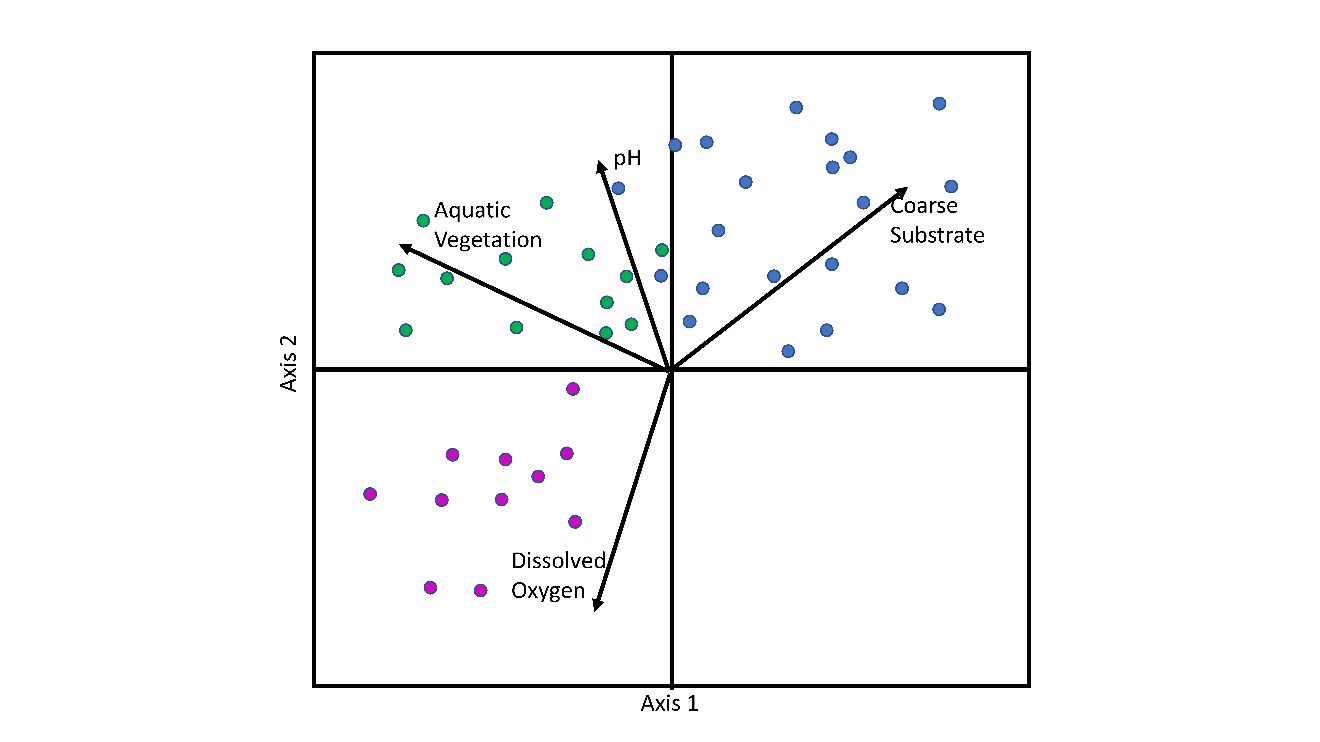 pH
Aquatic
Vegetation
Coarse
Substrate
Axis 2
Dissolved
Oxygen
Axis 1